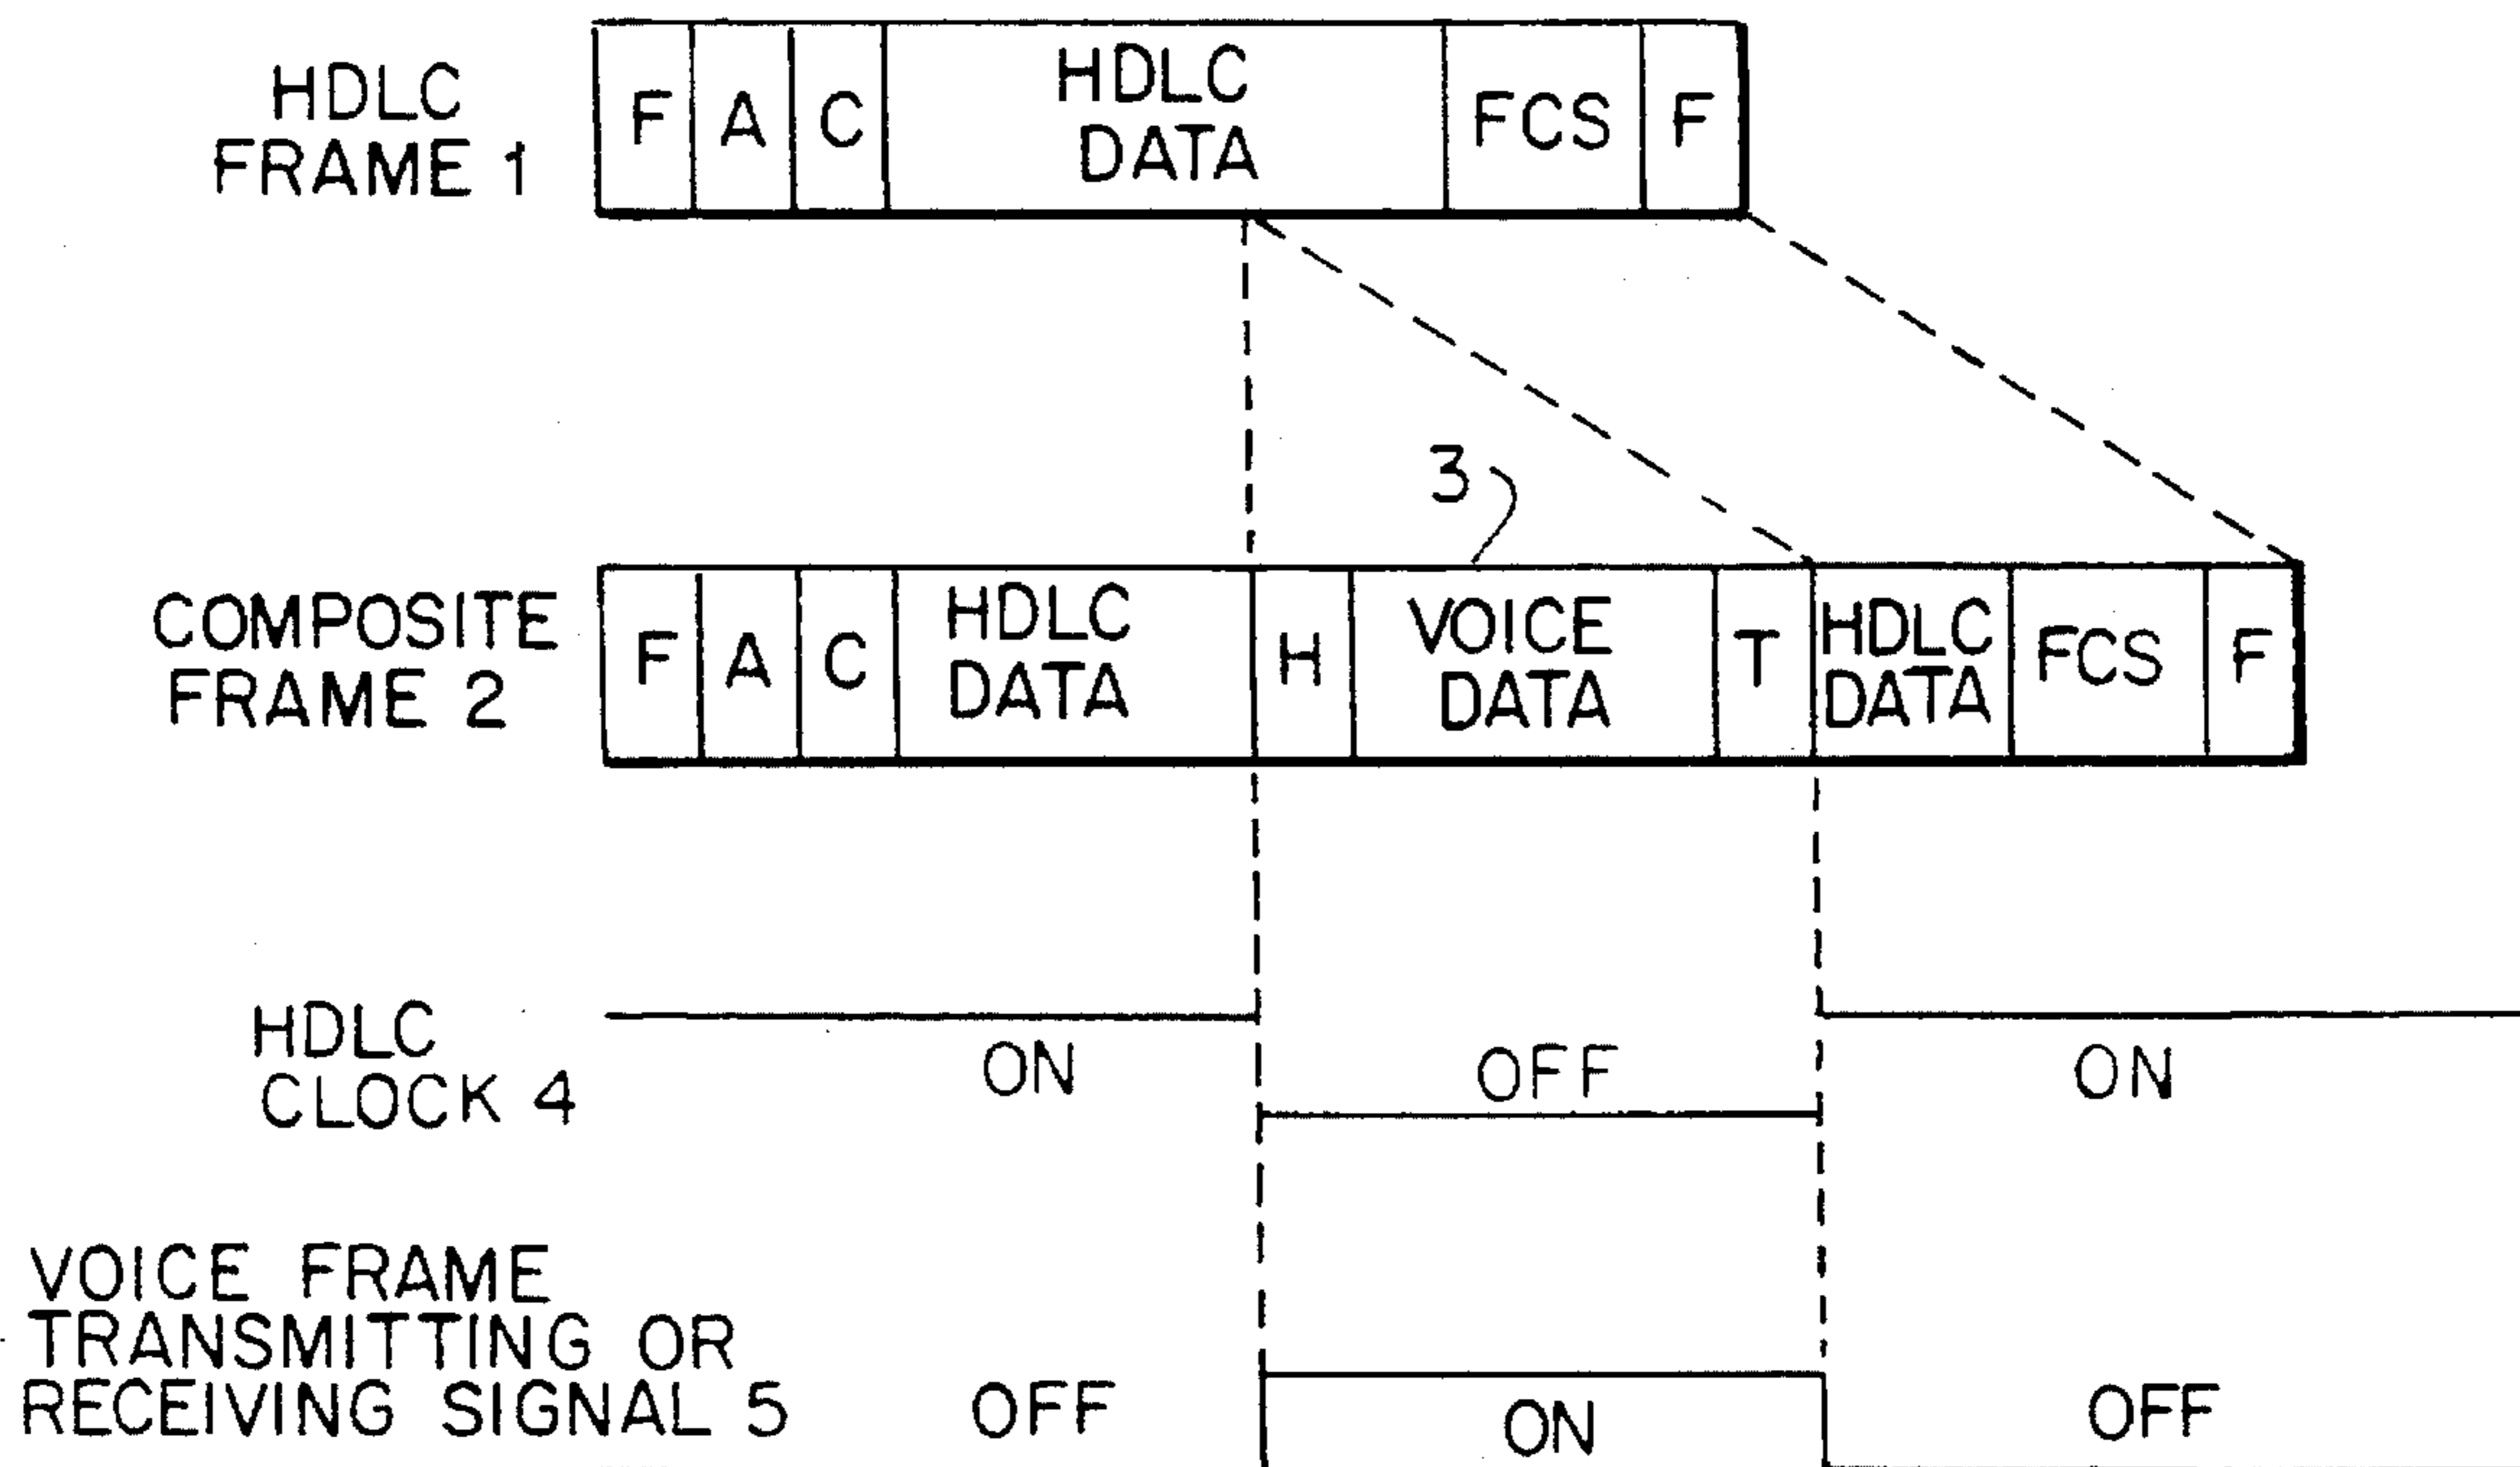 HDLC
FRAME 1
F A C HDLC DATA FCS F
3
COMPOSITE
FRAME 2
F A C HDLC DATA H VOICE DATA T HDLC DATA FCS F
HDLC
CLOCK 4
ON OFF ON
VOICE FRAME
TRANSMITTING OR
RECEIVING SIGNAL 5
OFF ON OFF